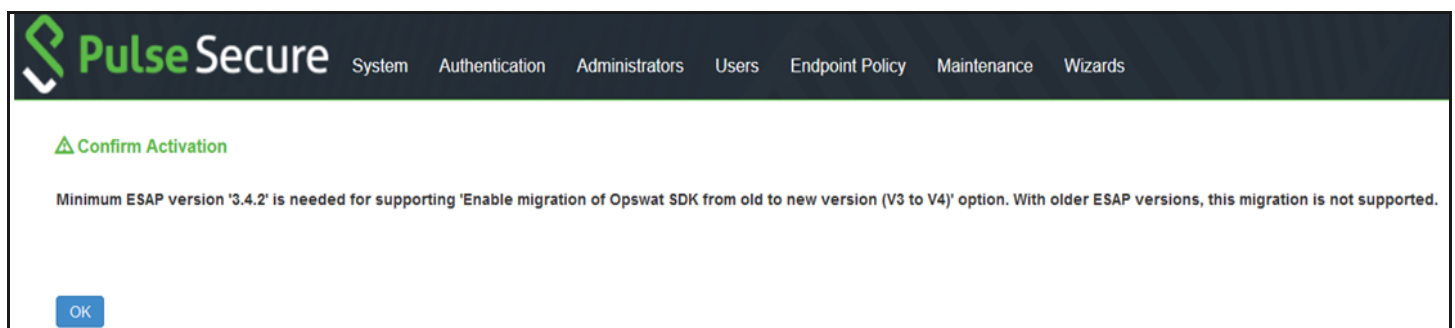 Pulse Secure System Authentication Administrators Users Endpoint Policy Maintenance Wizards
Confirm Activation
Minimum ESAP version '3.4.2' is needed for supporting 'Enable migration of Opswat SDK from old to new version (V3 to V4)' option. With older ESAP versions, this migration is not supported.
OK